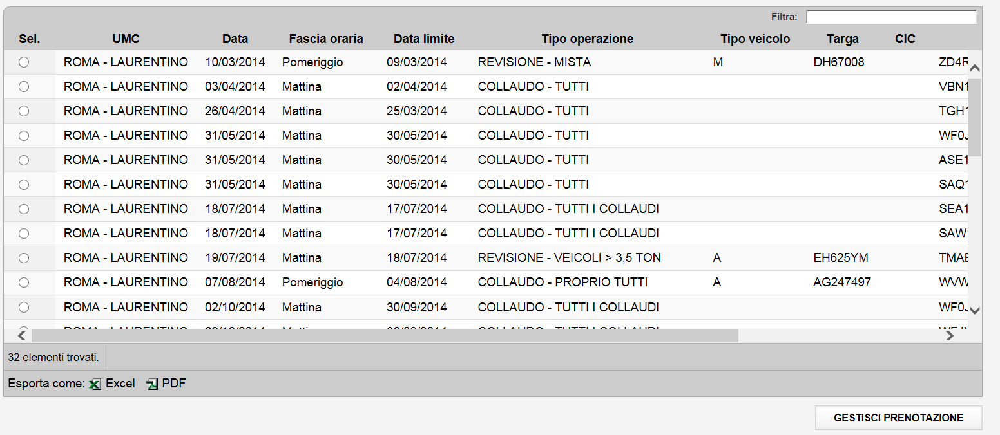 Filtra:
Sel. UMC Data Fascia oraria Data limite Tipo operazione Tipo veicolo Targa CIC
ROMA - LAURENTINO 10/03/2014 Pomeriggio 09/03/2014 REVISIONE - MISTA M DH67008 ZD4R
ROMA - LAURENTINO 03/04/2014 Mattina 02/04/2014 COLLAUDO - TUTTI VBN1
ROMA - LAURENTINO 26/04/2014 Mattina 25/03/2014 COLLAUDO - TUTTI TGH1
ROMA - LAURENTINO 31/05/2014 Mattina 30/05/2014 COLLAUDO - TUTTI WF0J
ROMA - LAURENTINO 31/05/2014 Mattina 30/05/2014 COLLAUDO - TUTTI ASE1
ROMA - LAURENTINO 31/05/2014 Mattina 30/05/2014 COLLAUDO - TUTTI SAQ1
ROMA - LAURENTINO 18/07/2014 Mattina 17/07/2014 COLLAUDO - TUTTI I COLLAUDI SEA1
ROMA - LAURENTINO 18/07/2014 Mattina 17/07/2014 COLLAUDO - TUTTI I COLLAUDI SAW
ROMA - LAURENTINO 19/07/2014 Mattina 18/07/2014 REVISIONE - VEICOLI > 3,5 TON A EH625YM TMAE
ROMA - LAURENTINO 07/08/2014 Pomeriggio 04/08/2014 COLLAUDO - PROPRIO TUTTI A AG247497 WVW
ROMA - LAURENTINO 02/10/2014 Mattina 30/09/2014 COLLAUDO - TUTTI I COLLAUDI WF0J
32 elementi trovati.
Esporta come: Excel PDF
GESTISCI PRENOTAZIONE